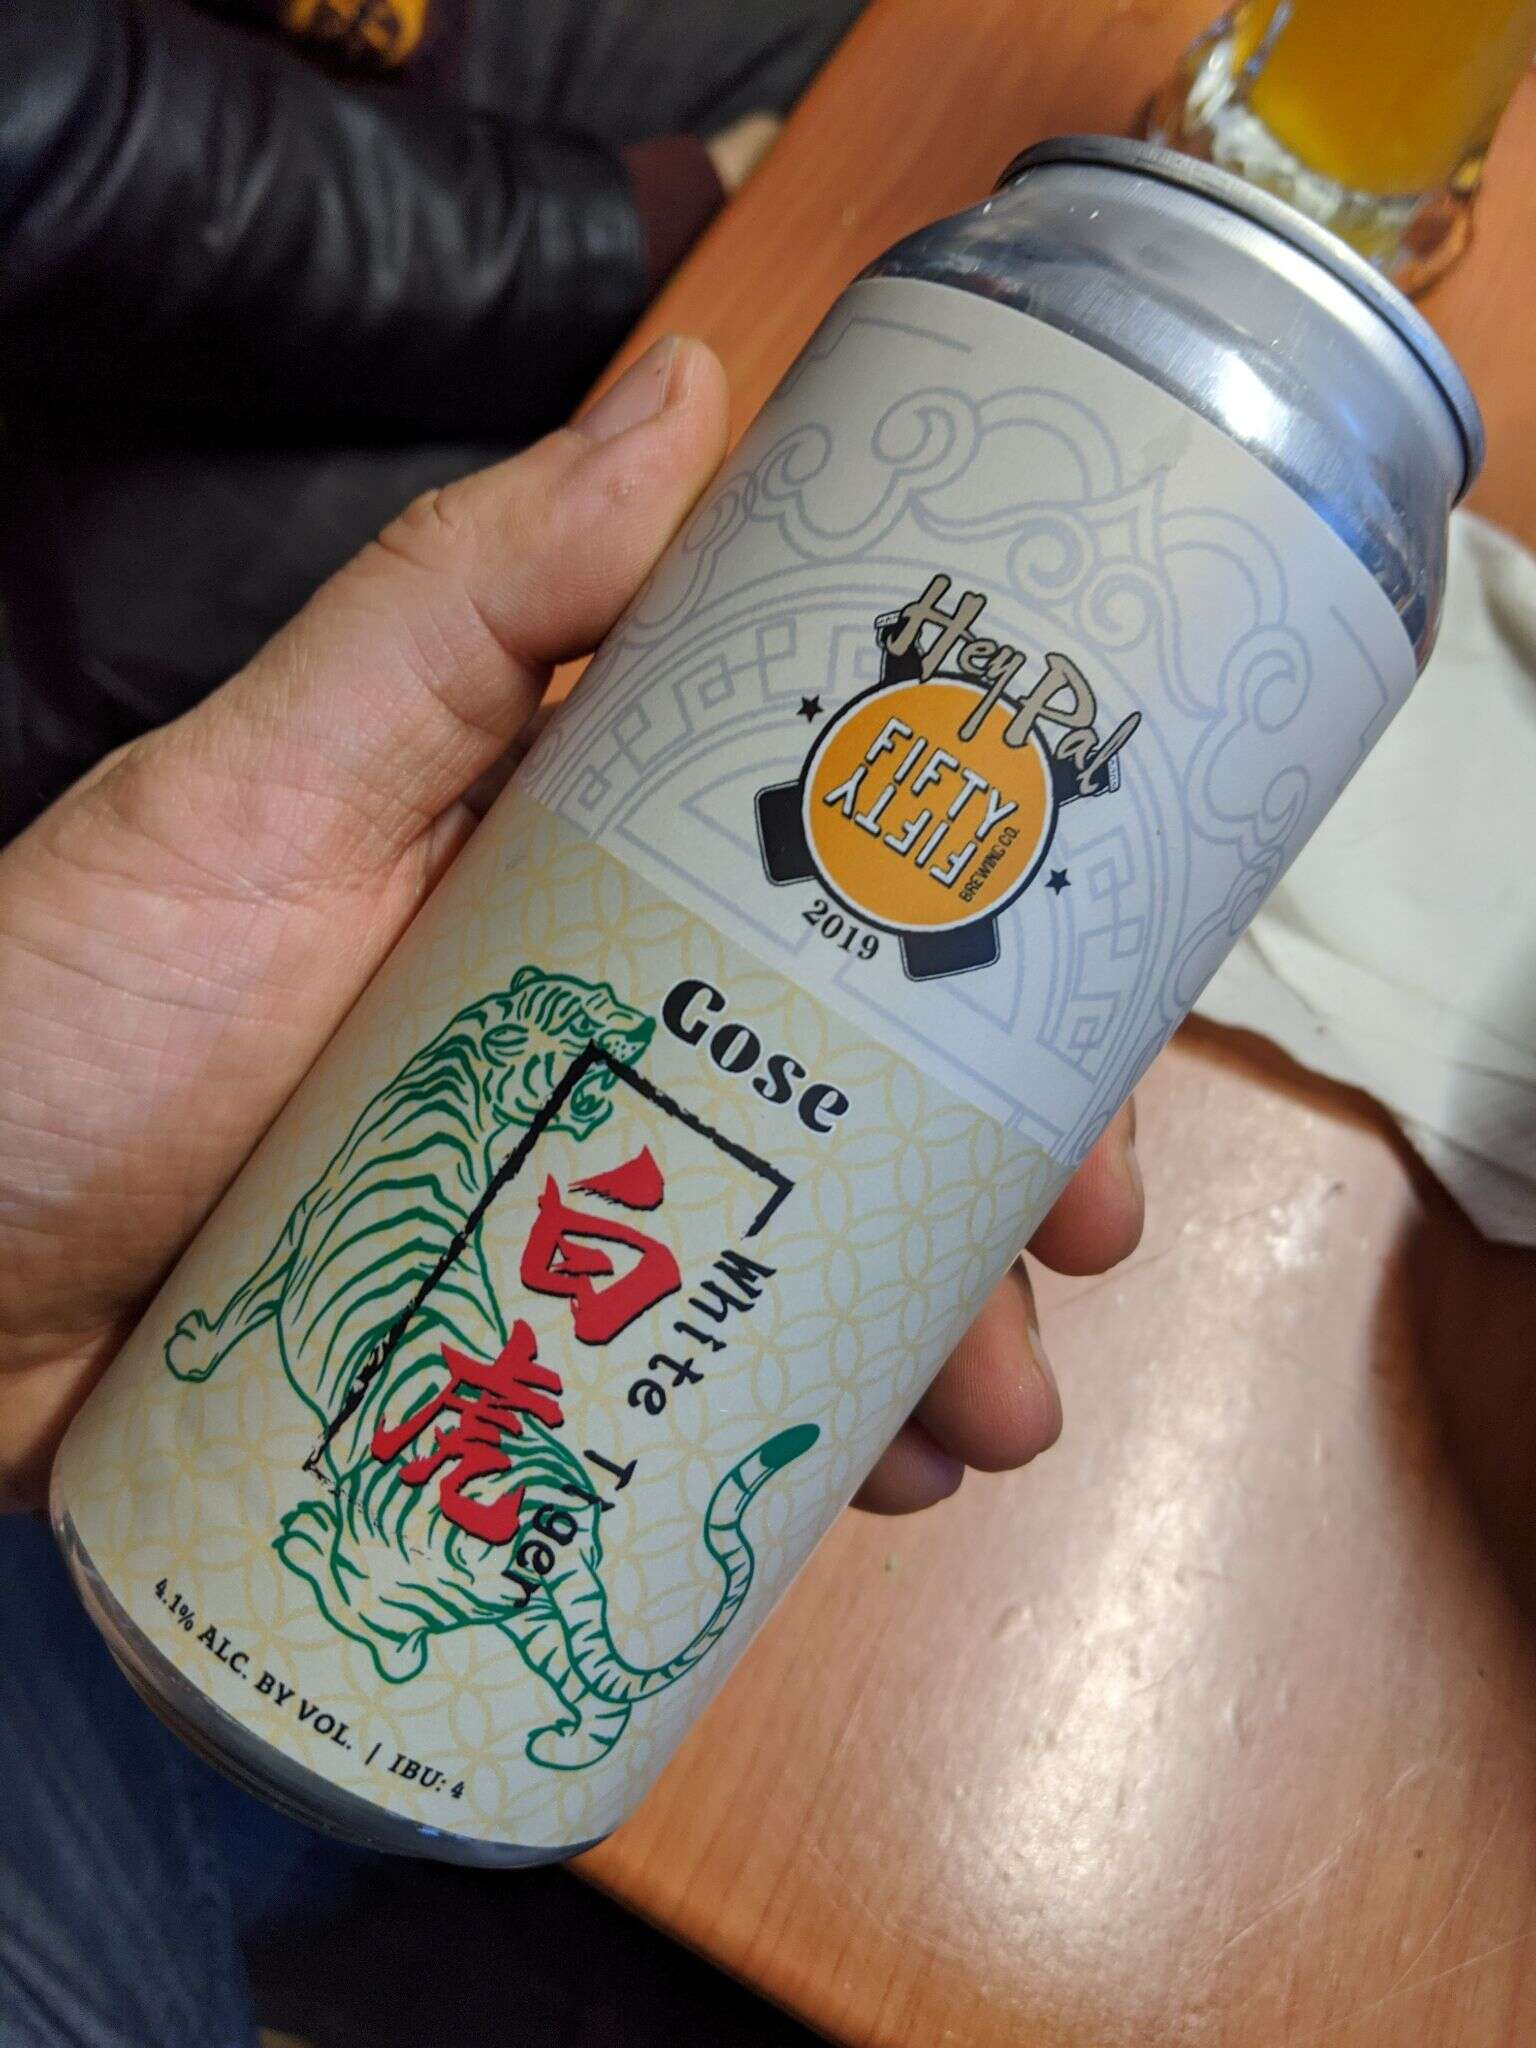 Hey Pal
FIFTY
FIFTY
BREWING CO.
2019
Gose
白虎
White Tiger
4.1% ALC. BY VOL. | IBU: 4